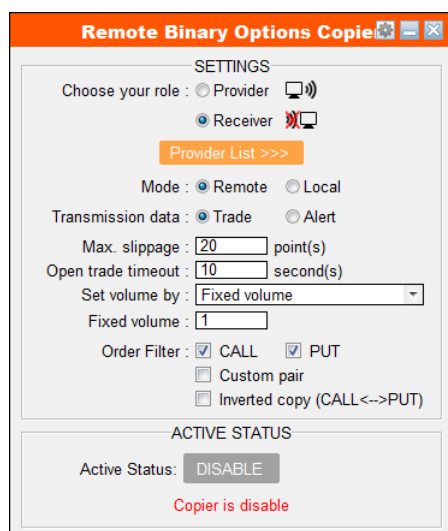 Remote Binary Options Copie
SETTINGS
Choose your role : Provider
Receiver
Provider List >>>
Mode : Remote Local
Transmission data : Trade Alert
Max. slippage : 20 point(s)
Open trade timeout : 10 second(s)
Set volume by : Fixed volume
Fixed volume : 1
Order Filter : CALL PUT
Custom pair
Inverted copy (CALL<-->PUT)
ACTIVE STATUS
Active Status: DISABLE
Copier is disable